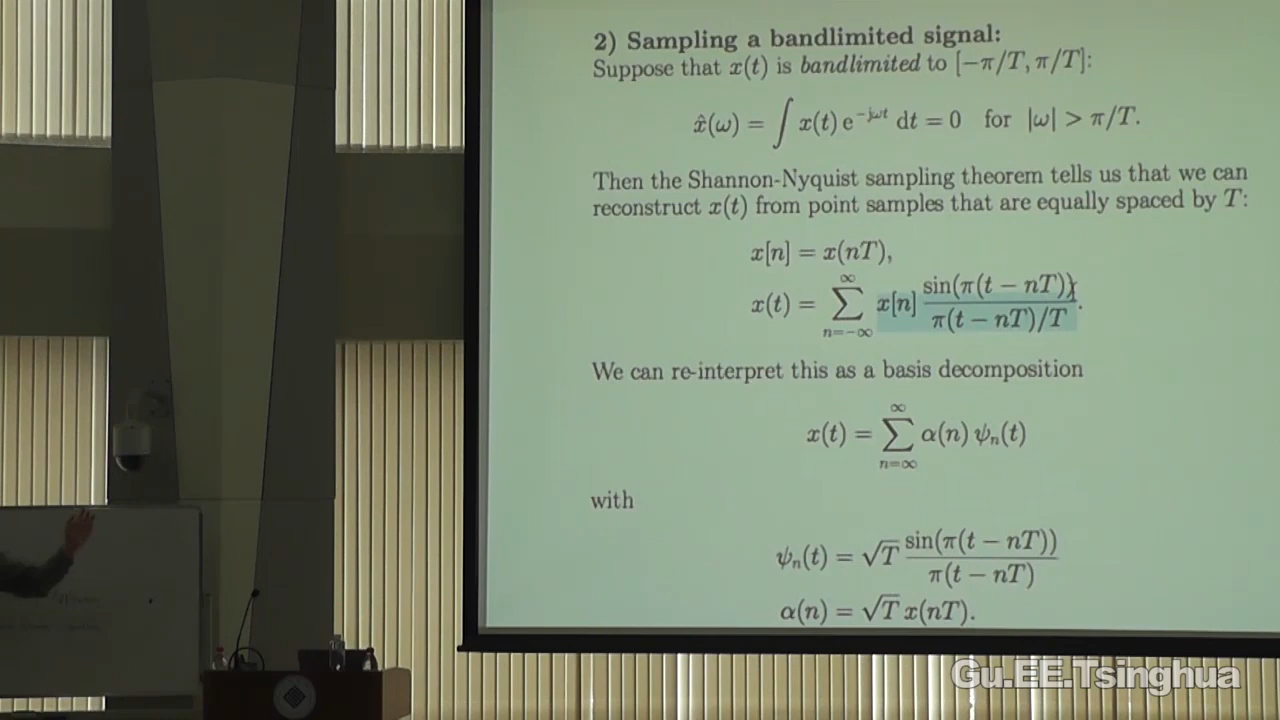 2) Sampling a bandlimited signal:
Suppose that x(t) is bandlimited to [−π/T, π/T]:
x̂(ω) = ∫ x(t) e^{−jωt} dt = 0 for |ω| > π/T.
Then the Shannon-Nyquist sampling theorem tells us that we can
reconstruct x(t) from point samples that are equally spaced by T:
x[n] = x(nT),
x(t) = ∑_{n=−∞}^{∞} x[n] sin(π(t − nT)) / π(t − nT)/T.
We can re-interpret this as a basis decomposition
x(t) = ∑_{n=∞}^{∞} α(n) ψ_n(t)
with
ψ_n(t) = √T sin(π(t − nT)) / π(t − nT)
α(n) = √T x(nT).
Gu.EE.Tsinghua